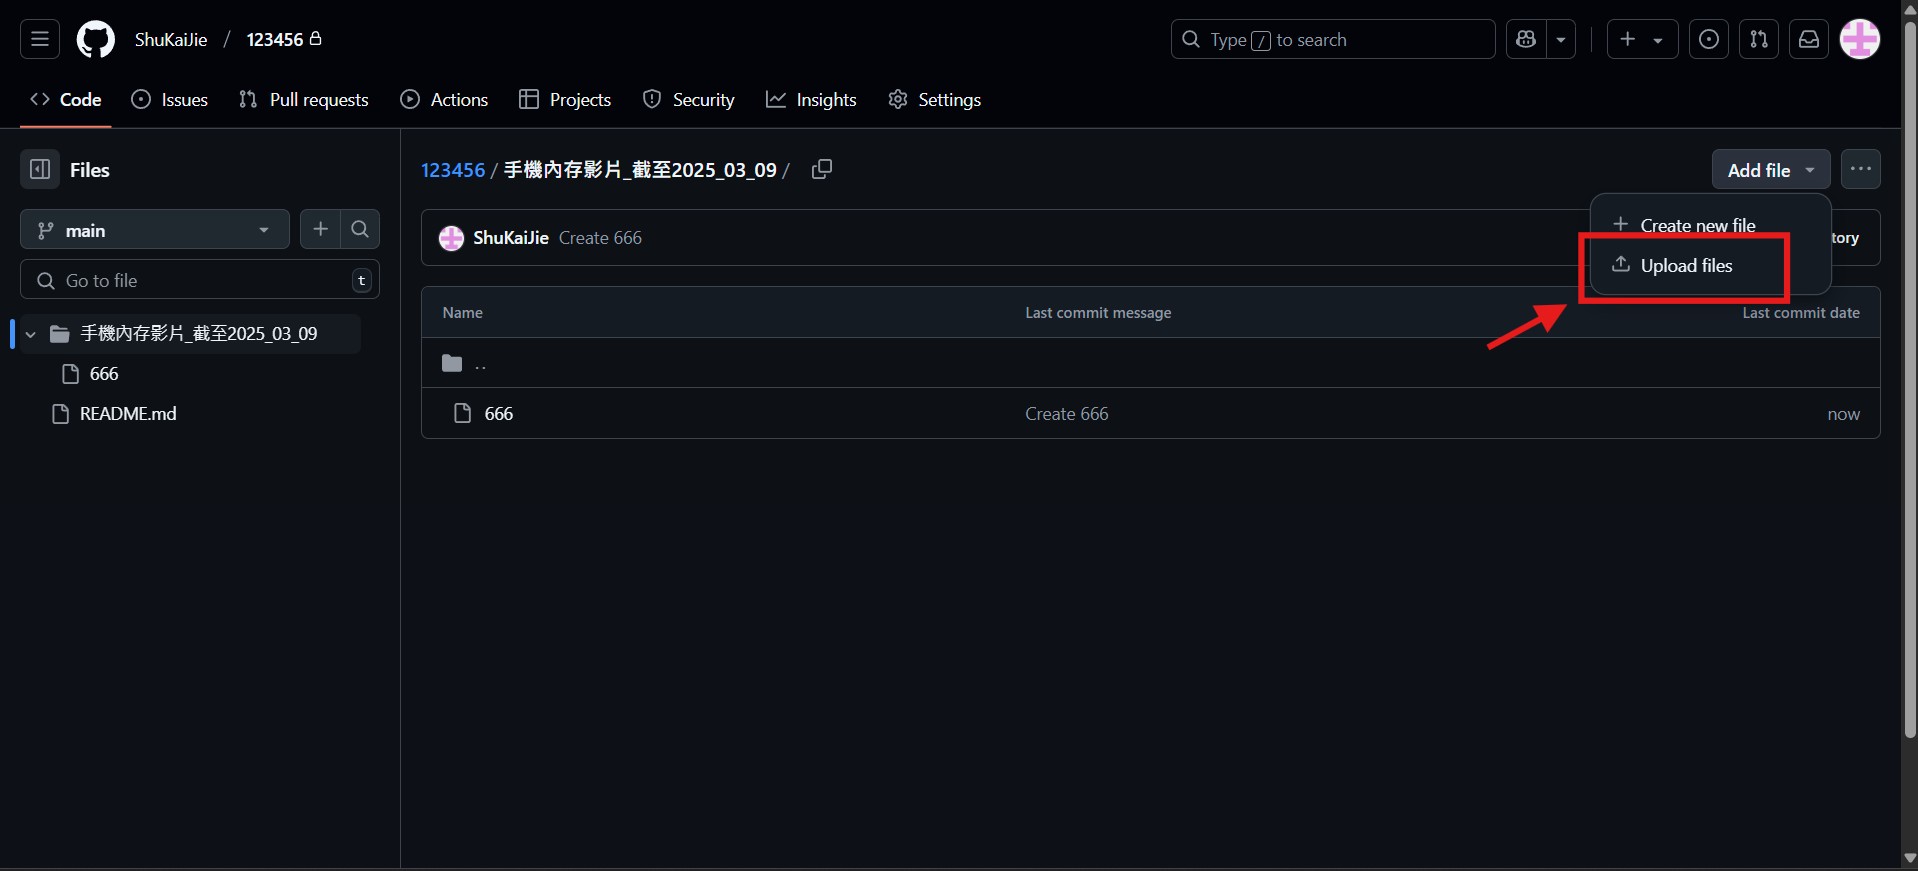 ShuKaiJie / 123456
Type / to search
Code Issues Pull requests Actions Projects Security Insights Settings
Files
123456 / 手機內存影片_截至2025_03_09 /
Add file
main
ShuKaiJie Create 666
Create new file
tory
Upload files
Go to file t
Name Last commit message Last commit date
手機內存影片_截至2025_03_09
..
666
README.md
666 Create 666 now